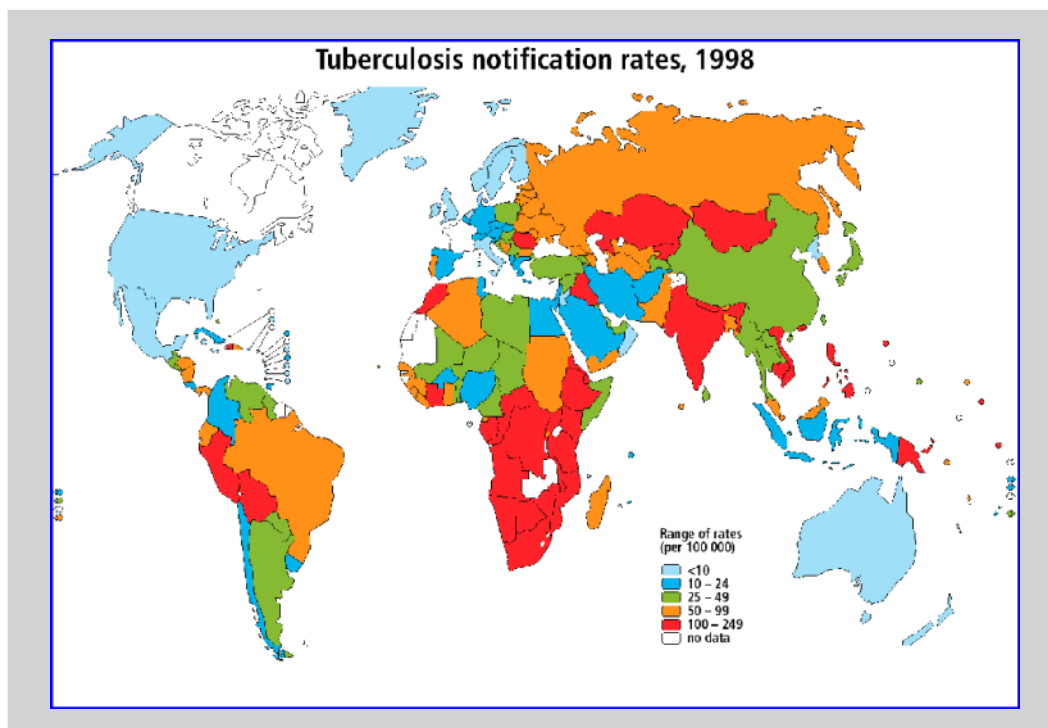 Tuberculosis notification rates, 1998
Range of rates
(per 100 000)
<10
10 – 24
25 – 49
50 – 99
100 – 249
no data